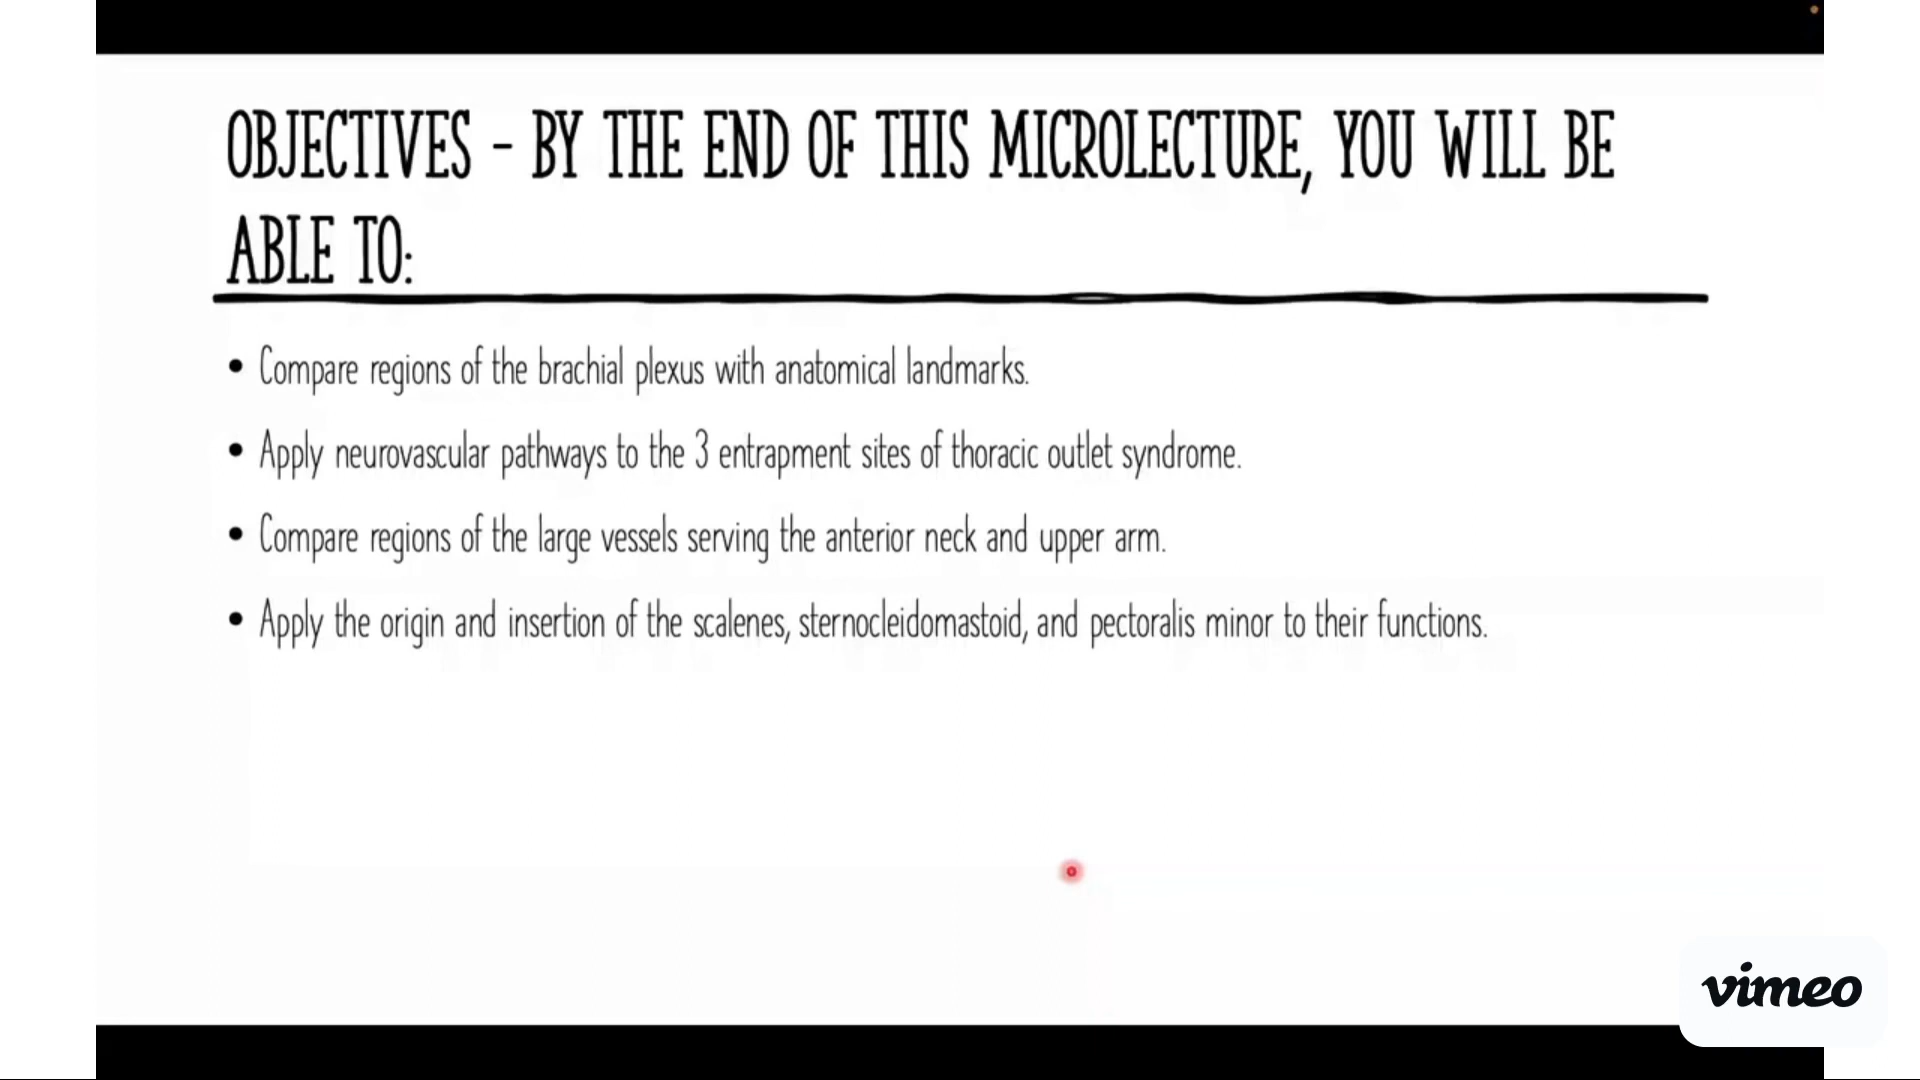 OBJECTIVES - BY THE END OF THIS MICROLECTURE, YOU WILL BE
ABLE TO:
• Compare regions of the brachial plexus with anatomical landmarks.
• Apply neurovascular pathways to the 3 entrapment sites of thoracic outlet syndrome.
• Compare regions of the large vessels serving the anterior neck and upper arm.
• Apply the origin and insertion of the scalenes, sternocleidomastoid, and pectoralis minor to their functions.
vimeo